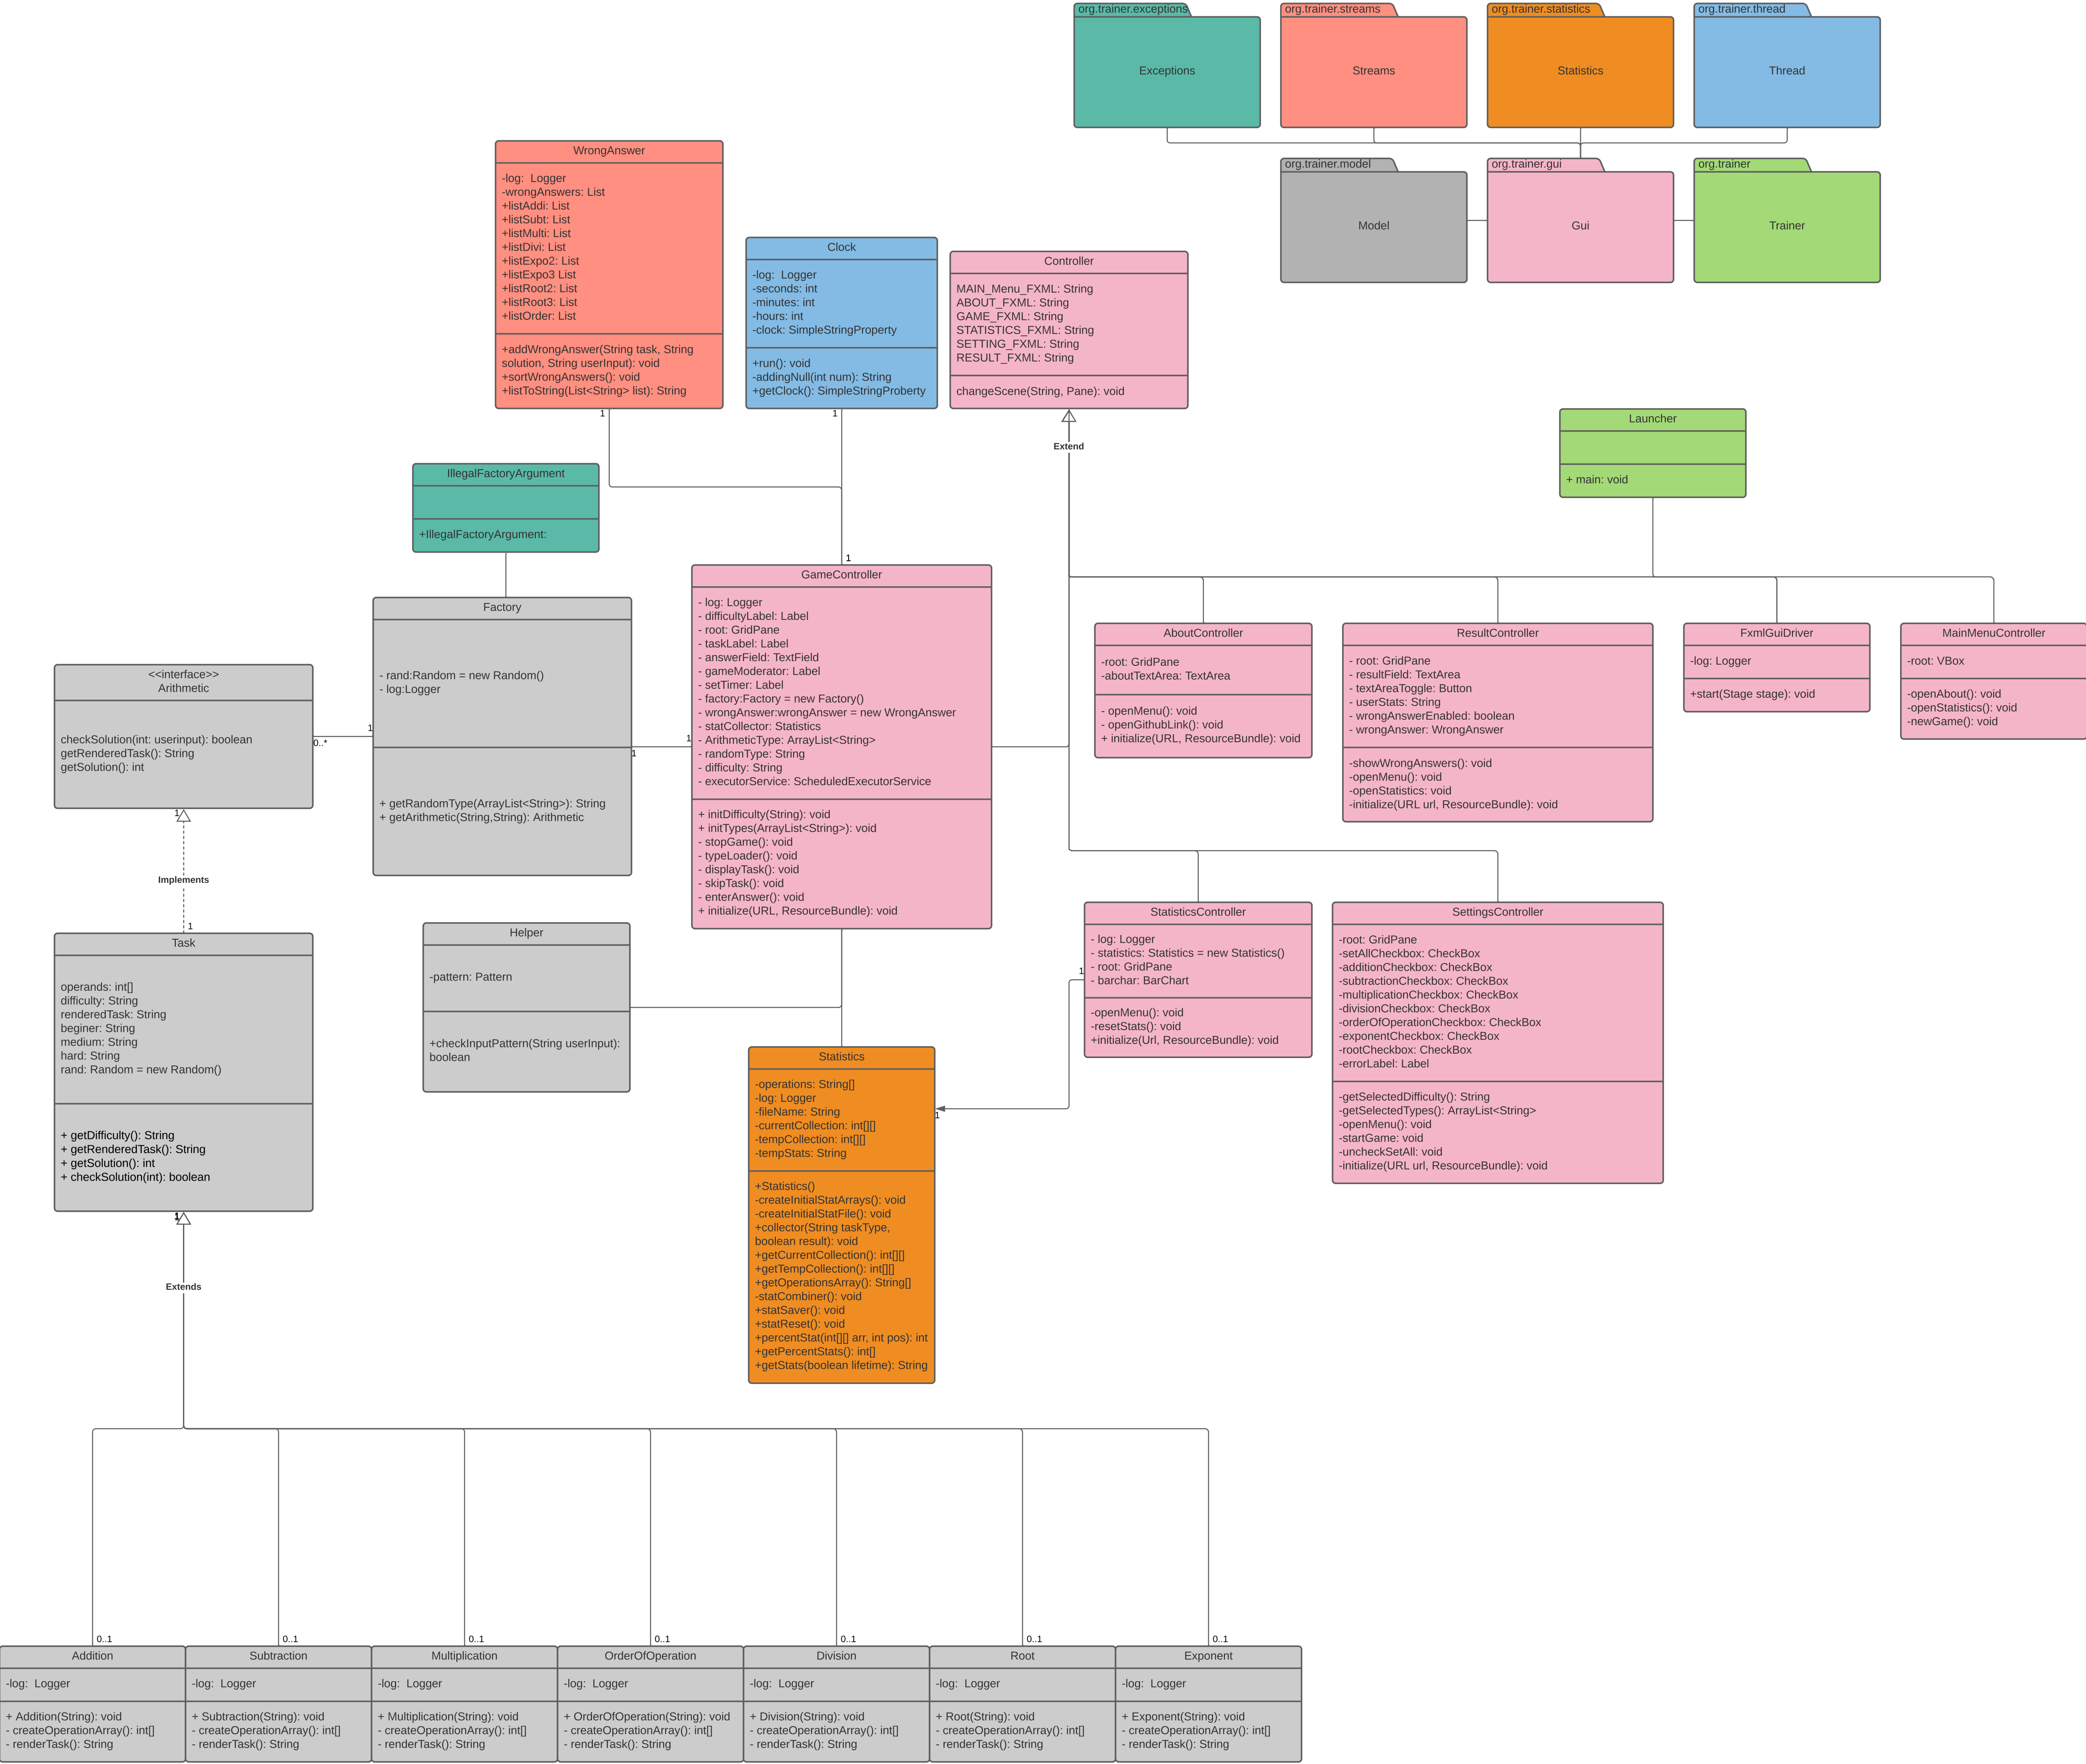 org.trainer.exceptions
Exceptions
org.trainer.streams
Streams
org.trainer.statistics
Statistics
org.trainer.thread
Thread
org.trainer.model
Model
org.trainer.gui
Gui
org.trainer
Trainer
WrongAnswer
-log:  Logger
-wrongAnswers: List
+listAddi: List
+listSubt: List
+listMulti: List
+listDivi: List
+listExpo2: List
+listExpo3 List
+listRoot2: List
+listRoot3: List
+listOrder: List
+addWrongAnswer(String task, String
solution, String userInput): void
+sortWrongAnswers(): void
+listToString(List<String> list): String
1
Clock
-log:  Logger
-seconds: int
-minutes: int
-hours: int
-clock: SimpleStringProperty
+run(): void
-addingNull(int num): String
+getClock(): SimpleStringProberty
1
Controller
MAIN_Menu_FXML: String
ABOUT_FXML: String
GAME_FXML: String
STATISTICS_FXML: String
SETTING_FXML: String
RESULT_FXML: String
changeScene(String, Pane): void
Extend
Launcher
+ main: void
IllegalFactoryArgument
+IllegalFactoryArgument:
<<interface>>
Arithmetic
checkSolution(int: userinput): boolean
getRenderedTask(): String
getSolution(): int
0..*
1
Factory
- rand:Random = new Random()
- log:Logger
+ getRandomType(ArrayList<String>): String
+ getArithmetic(String,String): Arithmetic
1
1
1
GameController
- log: Logger
- difficultyLabel: Label
- root: GridPane
- taskLabel: Label
- answerField: TextField
- gameModerator: Label
- setTimer: Label
- factory:Factory = new Factory()
- wrongAnswer:wrongAnswer = new WrongAnswer
- statCollector: Statistics
- ArithmeticType: ArrayList<String>
- randomType: String
- difficulty: String
- executorService: ScheduledExecutorService
+ initDifficulty(String): void
+ initTypes(ArrayList<String>): void
- stopGame(): void
- typeLoader(): void
- displayTask(): void
- skipTask(): void
- enterAnswer(): void
+ initialize(URL, ResourceBundle): void
AboutController
-root: GridPane
-aboutTextArea: TextArea
- openMenu(): void
- openGithubLink(): void
+ initialize(URL, ResourceBundle): void
ResultController
- root: GridPane
- resultField: TextArea
- textAreaToggle: Button
- userStats: String
- wrongAnswerEnabled: boolean
- wrongAnswer: WrongAnswer
-showWrongAnswers(): void
-openMenu(): void
-openStatistics: void
-initialize(URL url, ResourceBundle): void
FxmlGuiDriver
-log: Logger
+start(Stage stage): void
MainMenuController
-root: VBox
-openAbout(): void
-openStatistics(): void
-newGame(): void
1
Implements
1
Task
operands: int[]
difficulty: String
renderedTask: String
beginer: String
medium: String
hard: String
rand: Random = new Random()
+ getDifficulty(): String
+ getRenderedTask(): String
+ getSolution(): int
+ checkSolution(int): boolean
1
Extends
Helper
-pattern: Pattern
+checkInputPattern(String userInput):
boolean
Statistics
-operations: String[]
-log: Logger
-fileName: String
-currentCollection: int[][]
-tempCollection: int[][]
-tempStats: String
+Statistics()
-createInitialStatArrays(): void
-createInitialStatFile(): void
+collector(String taskType,
boolean result): void
+getCurrentCollection(): int[][]
+getTempCollection(): int[][]
+getOperationsArray(): String[]
-statCombiner(): void
+statSaver(): void
+statReset(): void
+percentStat(int[][] arr, int pos): int
+getPercentStats(): int[]
+getStats(boolean lifetime): String
1
1
StatisticsController
- log: Logger
- statistics: Statistics = new Statistics()
- root: GridPane
- barchar: BarChart
-openMenu(): void
-resetStats(): void
+initialize(Url, ResourceBundle): void
SettingsController
-root: GridPane
-setAllCheckbox: CheckBox
-additionCheckbox: CheckBox
-subtractionCheckbox: CheckBox
-multiplicationCheckbox: CheckBox
-divisionCheckbox: CheckBox
-orderOfOperationCheckbox: CheckBox
-exponentCheckbox: CheckBox
-rootCheckbox: CheckBox
-errorLabel: Label
-getSelectedDifficulty(): String
-getSelectedTypes(): ArrayList<String>
-openMenu(): void
-startGame: void
-uncheckSetAll: void
-initialize(URL url, ResourceBundle): void
0..1
Addition
-log:  Logger
+ Addition(String): void
- createOperationArray(): int[]
- renderTask(): String
0..1
Subtraction
-log:  Logger
+ Subtraction(String): void
- createOperationArray(): int[]
- renderTask(): String
0..1
Multiplication
-log:  Logger
+ Multiplication(String): void
- createOperationArray(): int[]
- renderTask(): String
0..1
OrderOfOperation
-log:  Logger
+ OrderOfOperation(String): void
- createOperationArray(): int[]
- renderTask(): String
0..1
Division
-log:  Logger
+ Division(String): void
- createOperationArray(): int[]
- renderTask(): String
0..1
Root
-log:  Logger
+ Root(String): void
- createOperationArray(): int[]
- renderTask(): String
0..1
Exponent
-log:  Logger
+ Exponent(String): void
- createOperationArray(): int[]
- renderTask(): String